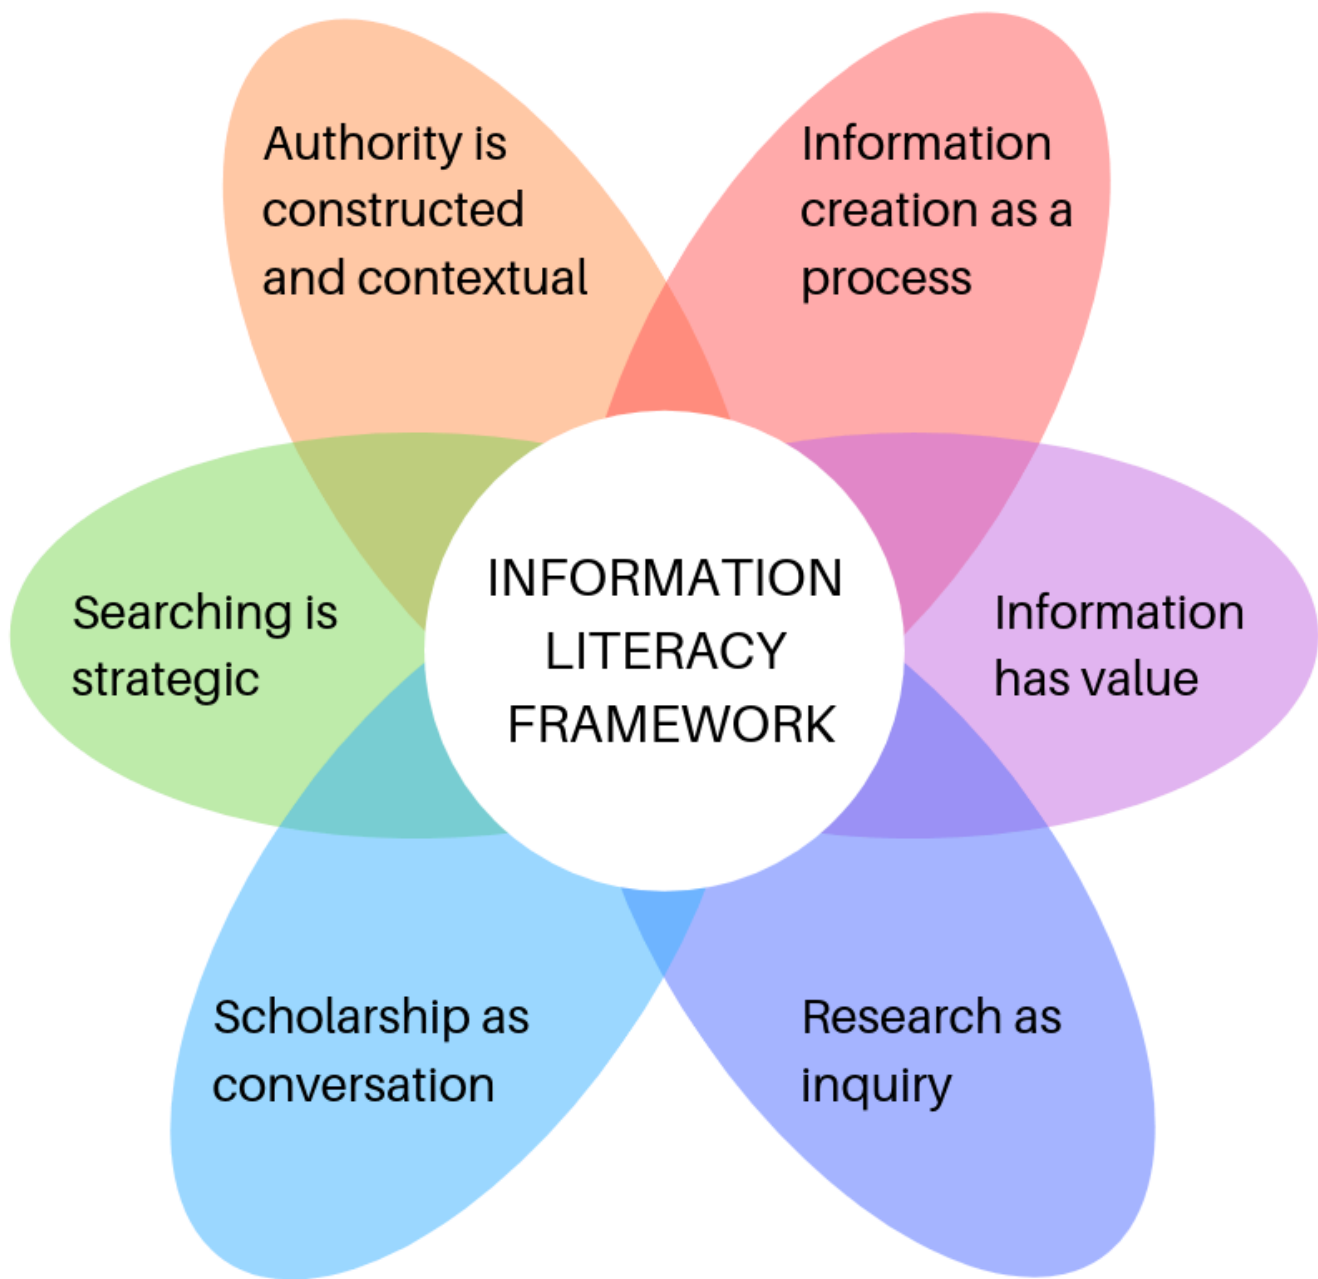 Authority is
constructed
and contextual
Information
creation as a
process
Searching is
strategic
INFORMATION
LITERACY
FRAMEWORK
Information
has value
Scholarship as
conversation
Research as
inquiry